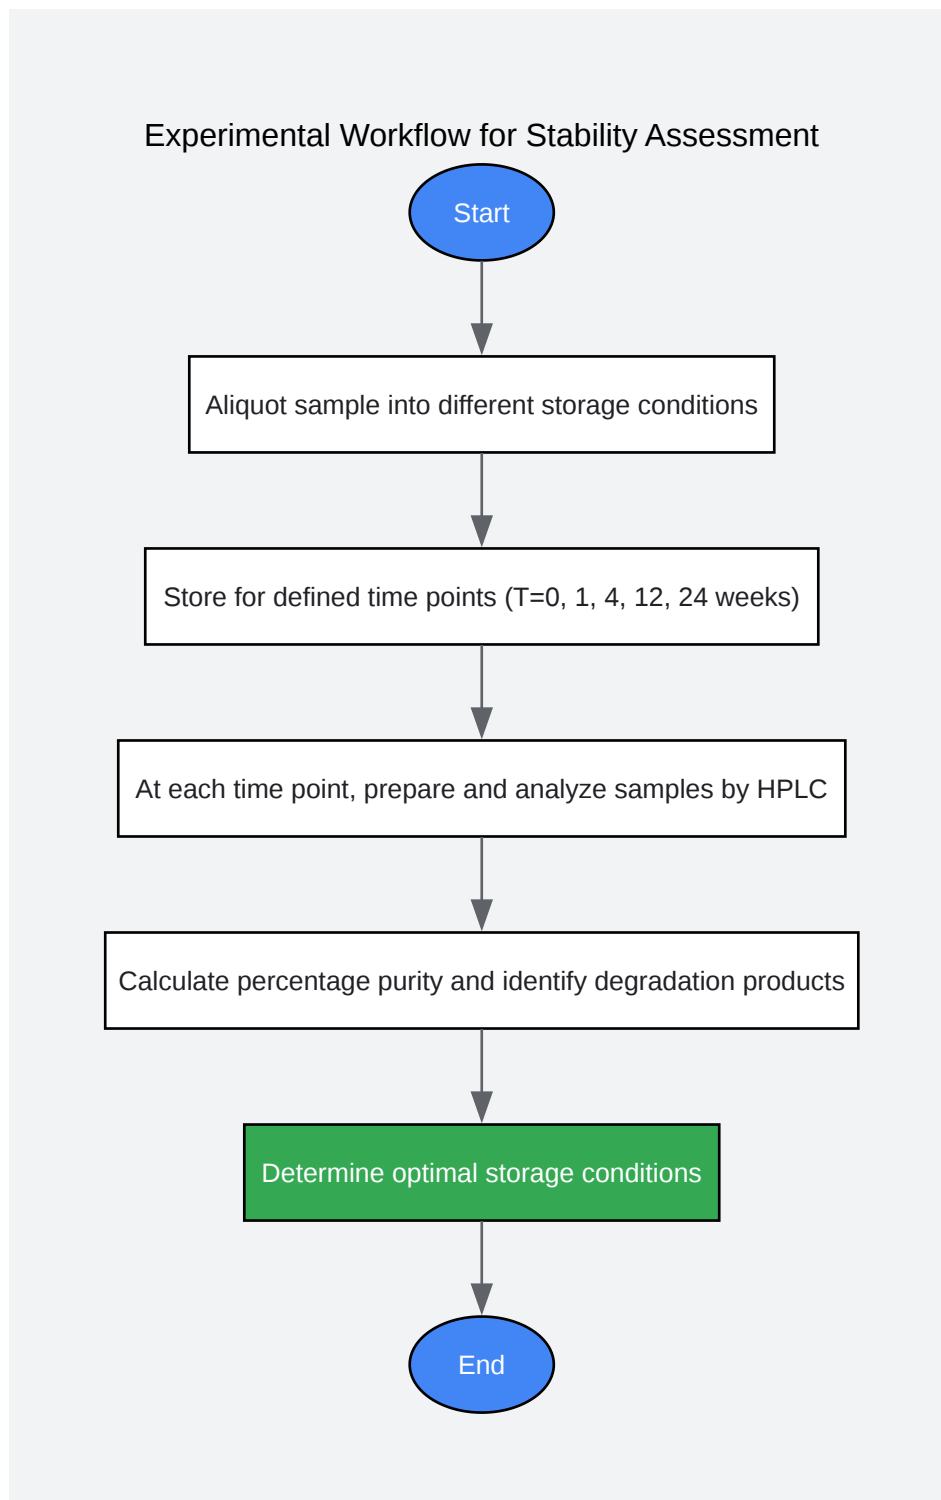 Experimental Workflow for Stability Assessment
Start
Aliquot sample into different storage conditions
Store for defined time points (T=0, 1, 4, 12, 24 weeks)
At each time point, prepare and analyze samples by HPLC
Calculate percentage purity and identify degradation products
Determine optimal storage conditions
End